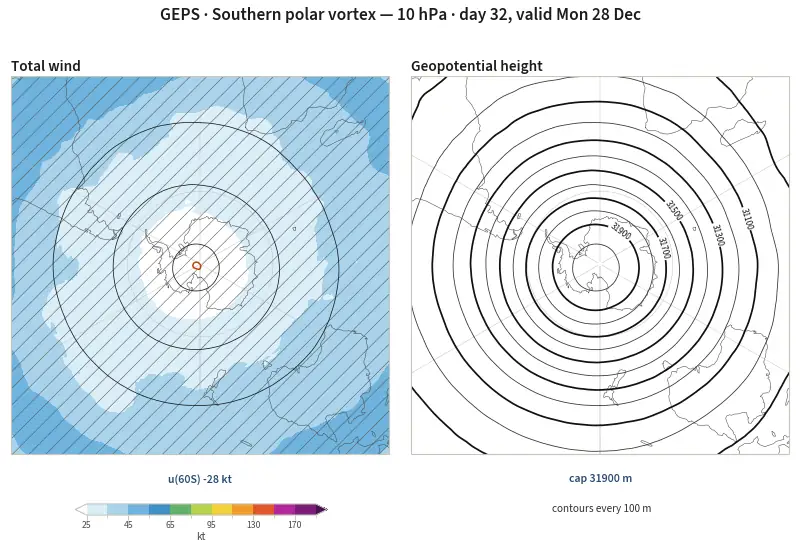 GEPS · Southern polar vortex — 10 hPa · day 32, valid Mon 28 Dec
Total wind
Geopotential height
31900
31700
31500
31300
31100
u(60S) -28 kt
cap 31900 m
contours every 100 m
25 45 65 95 130 170
kt